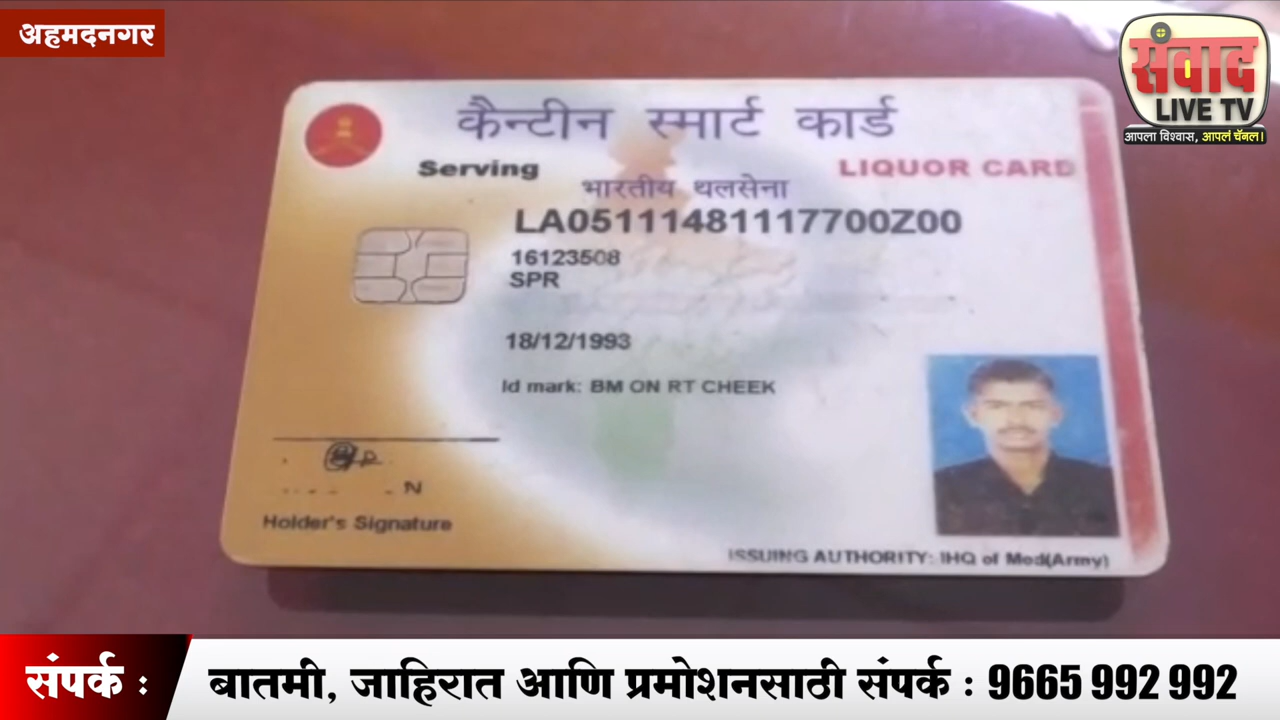 अहमदनगर
संवाद
LIVE TV
आपला विश्वास, आपलं चॅनल।
कैन्टीन स्मार्ट कार्ड
Serving
LIQUOR CARD
भारतीय थलसेना
LA05111481117700Z00
16123508
SPR
18/12/1993
Id mark: BM ON RT CHEEK
N
Holder's Signature
ISSUING AUTHORITY: IHQ of Mod(Army)
संपर्क :
बातमी, जाहिरात आणि प्रमोशनसाठी संपर्क : 9665 992 992